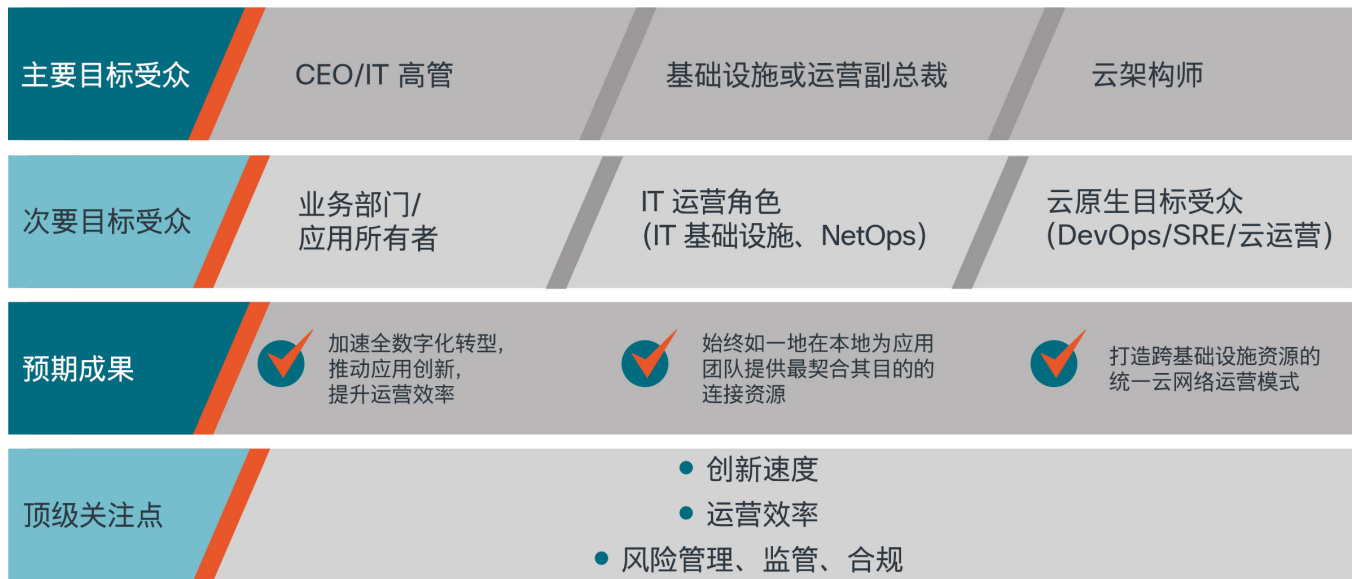 主要目标受众
CEO/IT 高管
基础设施或运营副总裁
云架构师
次要目标受众
业务部门/
应用所有者
IT 运营角色
(IT 基础设施、NetOps)
云原生目标受众
(DevOps/SRE/云运营)
预期成果
加速全数字化转型,
推动应用创新,
提升运营效率
始终如一地在本地为应用
团队提供最契合其目的的
连接资源
打造跨基础设施资源的
统一云网络运营模式
顶级关注点
• 创新速度
• 运营效率
• 风险管理、监管、合规